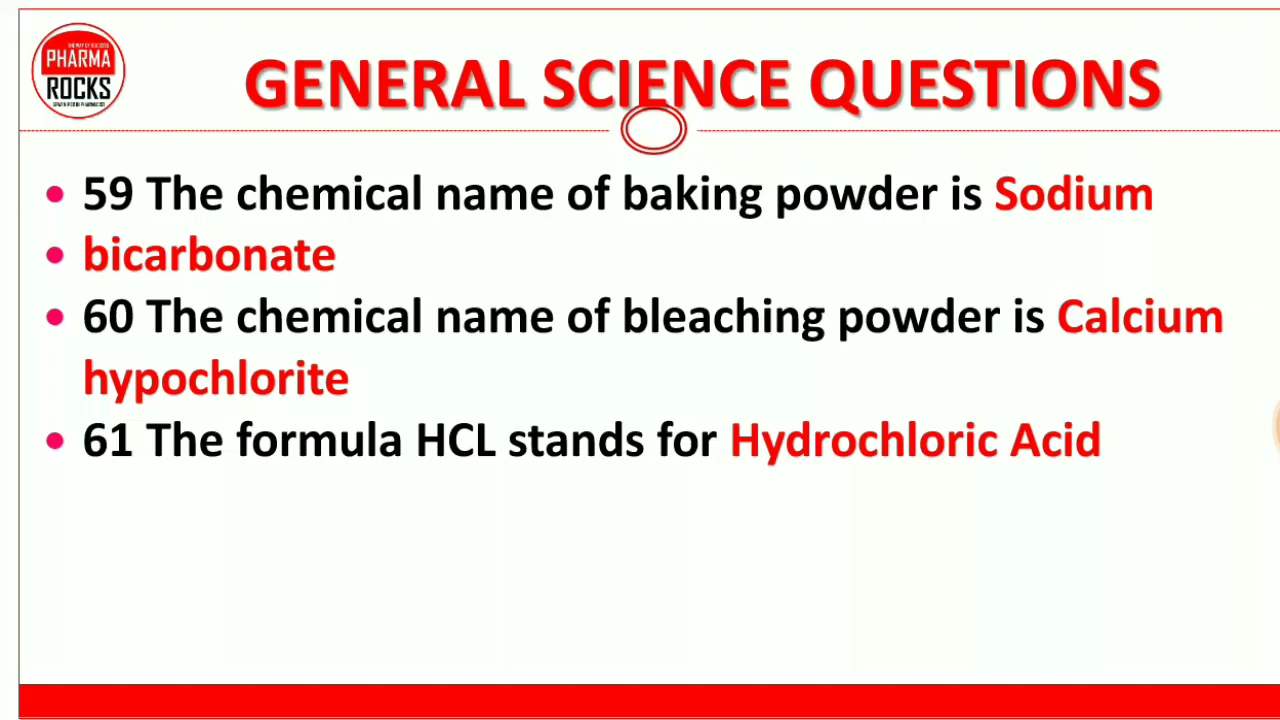 PHARMA
ROCKS
GENERAL SCIENCE QUESTIONS
• 59 The chemical name of baking powder is Sodium
• bicarbonate
• 60 The chemical name of bleaching powder is Calcium
hypochlorite
• 61 The formula HCL stands for Hydrochloric Acid